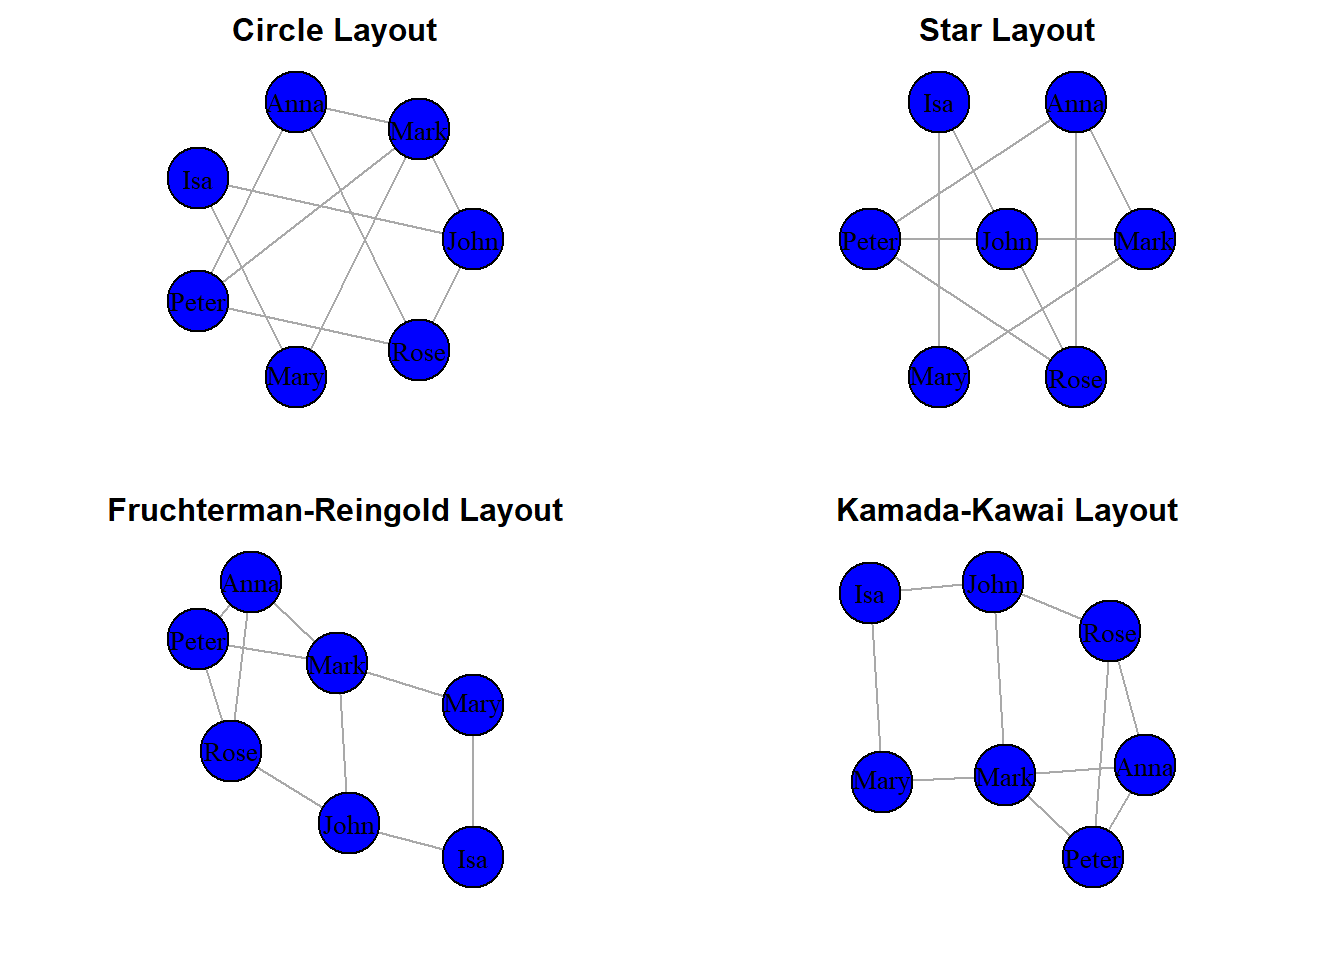 Circle Layout
Anna
Mark
Isa
John
Peter
Rose
Mary
Star Layout
Isa
Anna
Peter
John
Mark
Mary
Rose
Fruchterman-Reingold Layout
Anna
Peter
Mark
Mary
Rose
John
Isa
Kamada-Kawai Layout
Isa
John
Rose
Mary
Mark
Anna
Peter